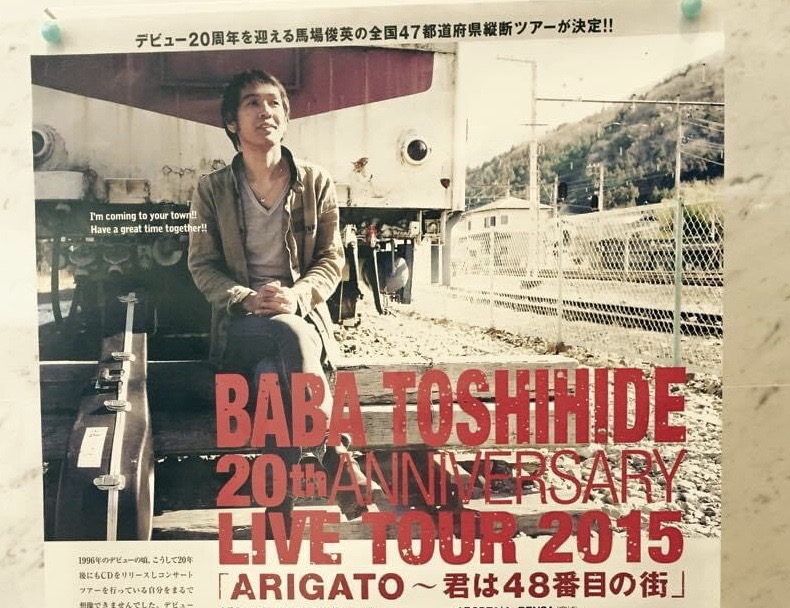 デビュー20周年を迎える馬場俊英の全国47都道府県縦断ツアーが決定!!
I'm coming to your town!!
Have a great time together!!
BABA TOSHIHIDE
20th ANNIVERSARY
LIVE TOUR 2015
「ARIGATO ～ 君は48番目の街」
1996年のデビューの頃、こうして20年
後にもCDをリリースしコンサート
ツアーを行っている自分をまるで
想像できませんでした。デビュー